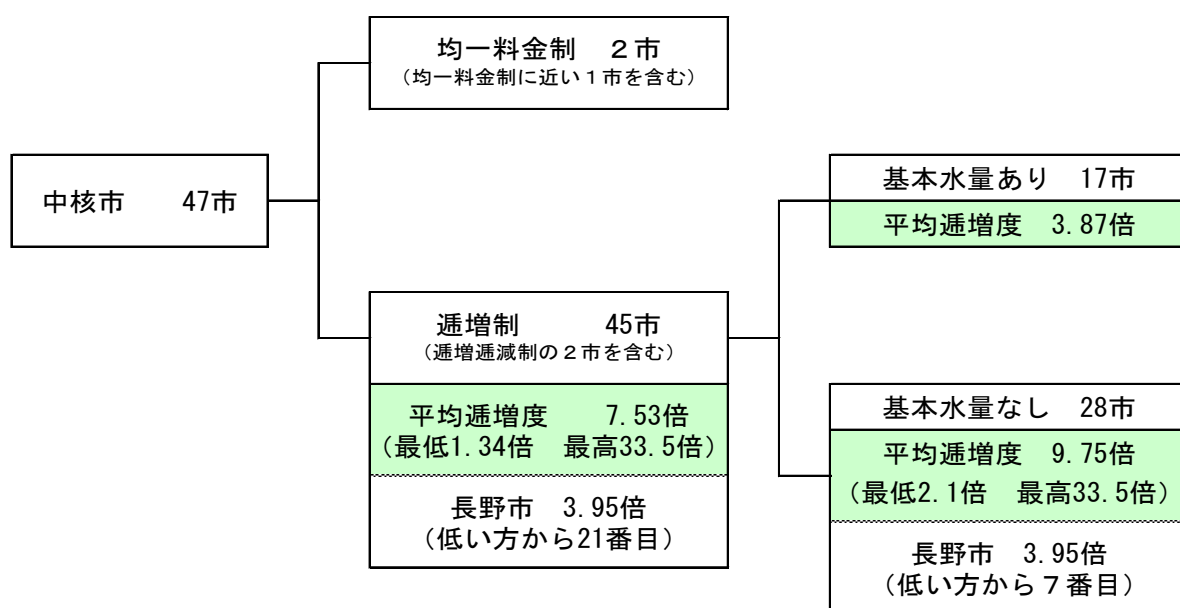 均一料金制　２市
（均一料金制に近い１市を含む）
中核市　　47市
基本水量あり　17市
平均逓増度　3.87倍
逓増制　　　45市
（逓増逓減制の２市を含む）
平均逓増度　　7.53倍
（最低1.34倍　最高33.5倍）
長野市　3.95倍
（低い方から21番目）
基本水量なし　28市
平均逓増度　9.75倍
（最低2.1倍　最高33.5倍）
長野市　3.95倍
（低い方から７番目）